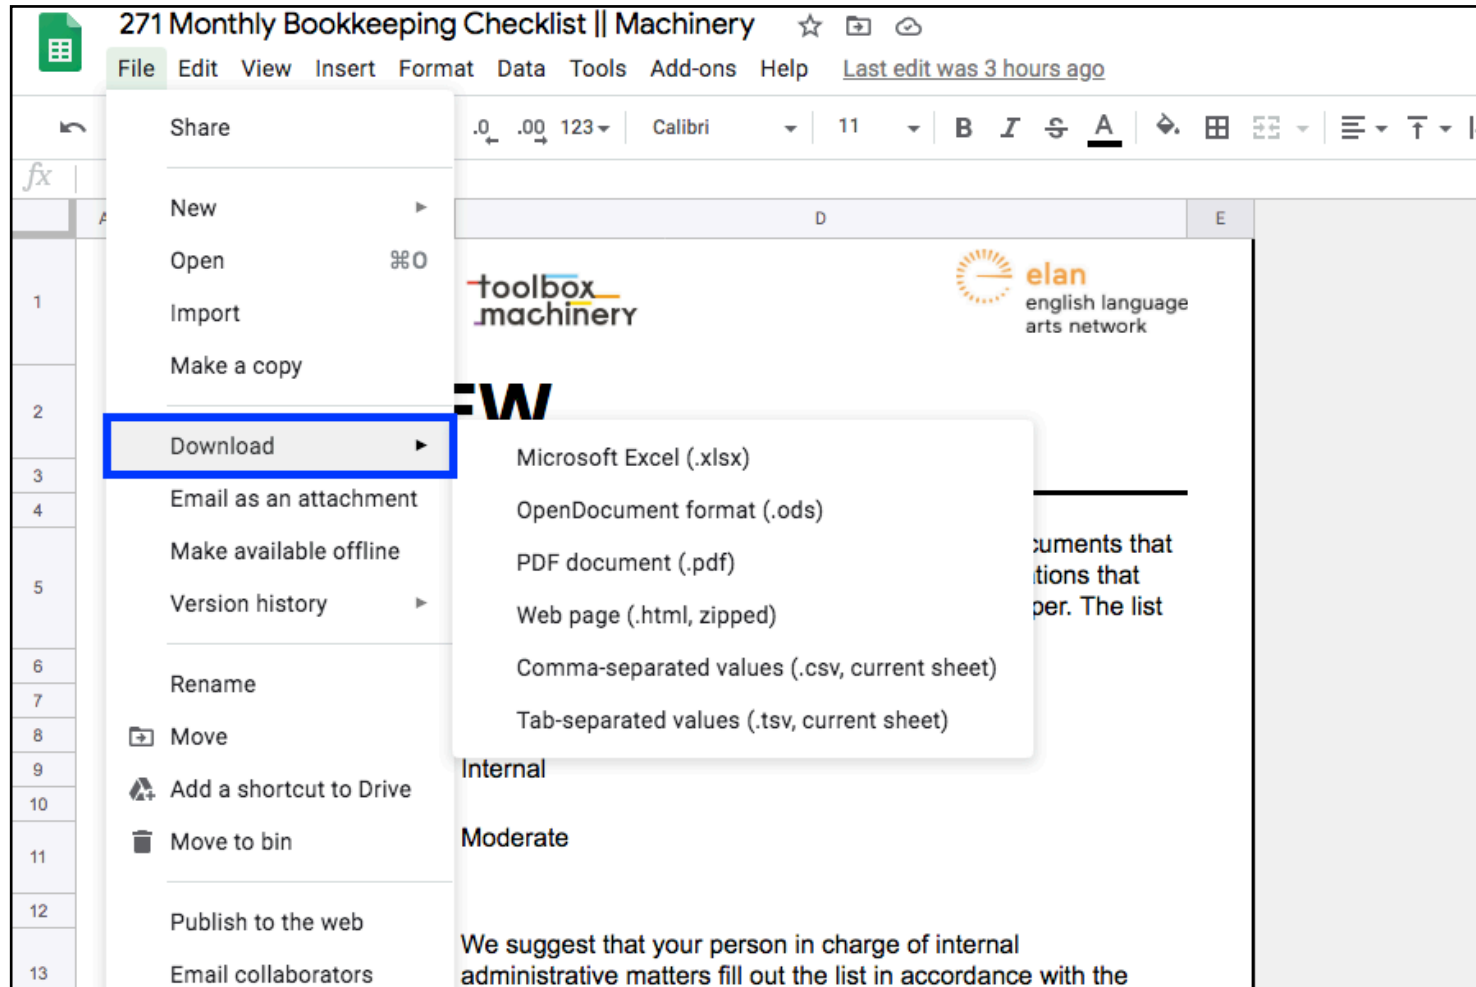 271 Monthly Bookkeeping Checklist || Machinery
File Edit View Insert Format Data Tools Add-ons Help Last edit was 3 hours ago
Share
.0 .00 123 Calibri 11 B I S A
fx
New
Open ⌘O
Import
Make a copy
Download
Email as an attachment
Make available offline
Version history
Rename
Move
Add a shortcut to Drive
Move to bin
Publish to the web
Email collaborators
Microsoft Excel (.xlsx)
OpenDocument format (.ods)
PDF document (.pdf)
Web page (.html, zipped)
Comma-separated values (.csv, current sheet)
Tab-separated values (.tsv, current sheet)
D E
1
2
3
4
5
6
7
8
9
10
11
12
13
toolbox
machinery
elan
english language
arts network
that
that
The list
Internal
Moderate
We suggest that your person in charge of internal
administrative matters fill out the list in accordance with the